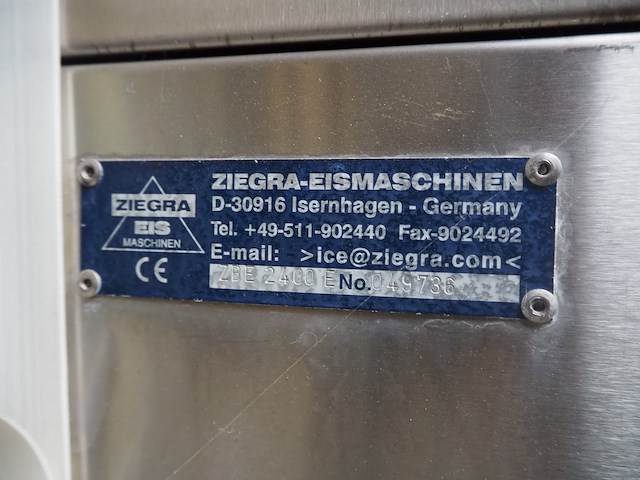 ZIEGRA
EIS
MASCHINEN
CE
ZIEGRA-EISMASCHINEN
D-30916 Isernhagen - Germany
Tel. +49-511-902440 Fax-9024492
E-mail: >ice@ziegra.com<
ZBE 2400 E No. 049736